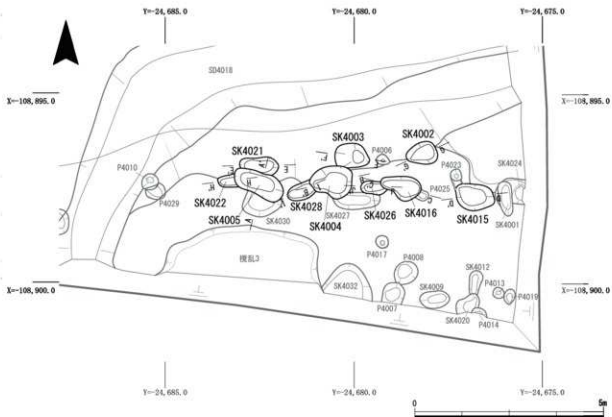 Y=-24,685.0
Y=-24,680.0
Y=-24,675.0
X=-108,895.0
X=-108,895.0
SD4018
SK4003
SK4002
P4006
SK4021
P4023
SK4024
P4010
P4029
SK4022
SK4028
SK4027
SK4026
P4025
SK4016
SK4015
SK4001
SK4005
SK4030
SK4004
P4017
P4008
SK4012
撹乱3
SK4032
P4007
SK4009
P4013
P4019
SK4020
P4014
X=-108,900.0
X=-108,900.0
Y=-24,685.0
Y=-24,680.0
Y=-24,675.0
0
5m